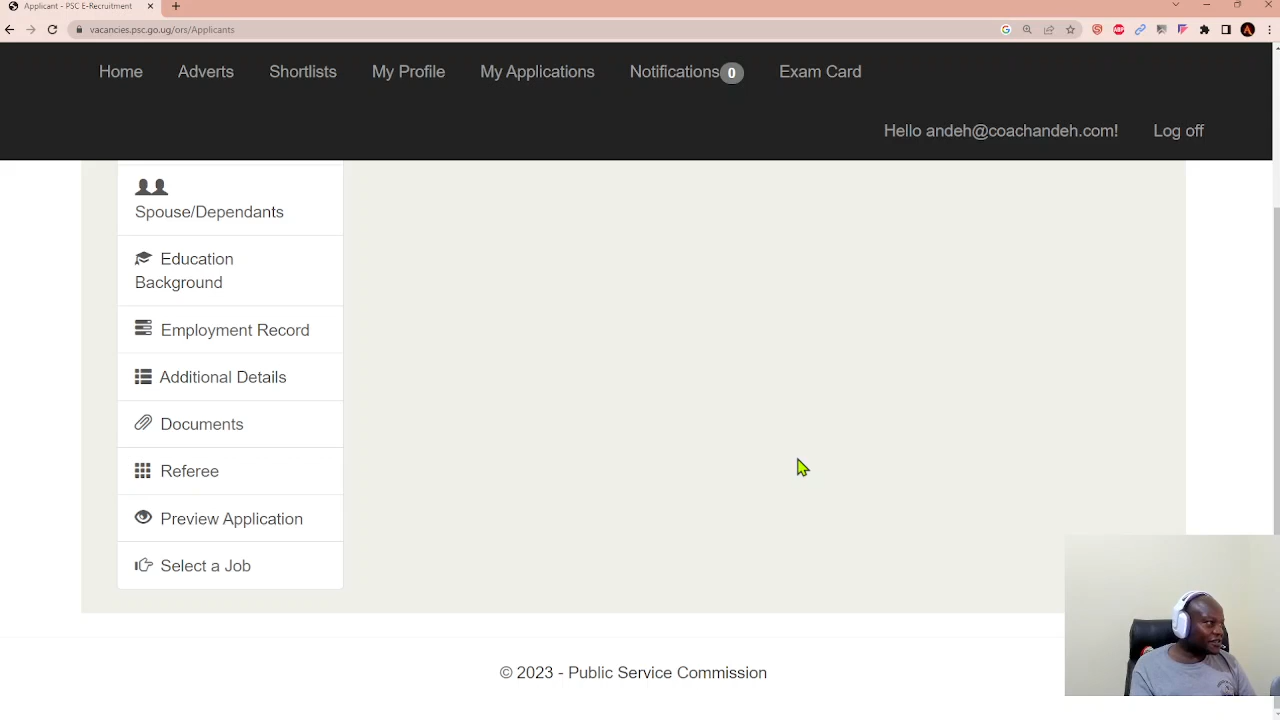 Applicant - PSC E-Recruitment
vacancies.psc.go.ug/ors/Applicants
Home
Adverts
Shortlists
My Profile
My Applications
Notifications 0
Exam Card
Hello andeh@coachandeh.com!
Log off
Spouse/Dependants
Education
Background
Employment Record
Additional Details
Documents
Referee
Preview Application
Select a Job
© 2023 - Public Service Commission